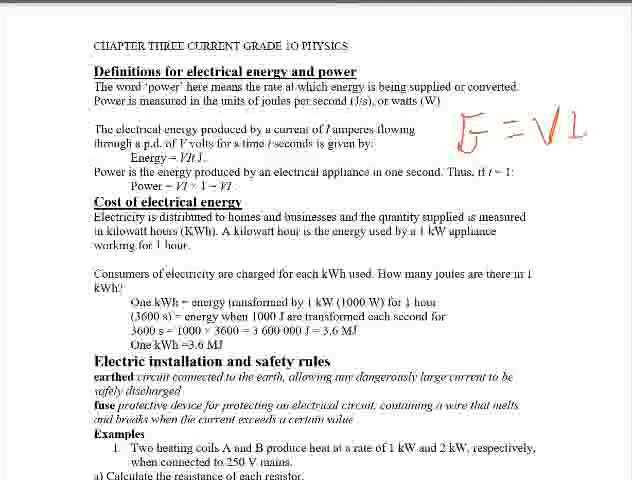 CHAPTER THREE CURRENT GRADE 1O PHYSICS
Definitions for electrical energy and power
The word 'power' here means the rate at which energy is being supplied or converted.
Power is measured in the units of joules per second (J/s), or watts (W)
E = VI
The electrical energy produced by a current of I amperes flowing
through a p.d. of V volts for a time t seconds is given by:
Energy = VIt J.
Power is the energy produced by an electrical appliance in one second. Thus, if t = 1:
Power = VI × 1 = VI
Cost of electrical energy
Electricity is distributed to homes and businesses and the quantity supplied is measured
in kilowatt hours (KWh). A kilowatt hour is the energy used by a 1 kW appliance
working for 1 hour.
Consumers of electricity are charged for each kWh used. How many joules are there in 1
kWh?
One kWh = energy transformed by 1 kW (1000 W) for 1 hour
(3600 s) = energy when 1000 J are transformed each second for
3600 s = 1000 × 3600 = 3 600 000 J = 3.6 MJ
One kWh =3.6 MJ
Electric installation and safety rules
earthed circuit connected to the earth, allowing any dangerously large current to be
safely discharged
fuse protective device for protecting an electrical circuit, containing a wire that melts
and breaks when the current exceeds a certain value
Examples
1. Two heating coils A and B produce heat at a rate of 1 kW and 2 kW, respectively,
when connected to 250 V mains.
a) Calculate the resistance of each resistor.